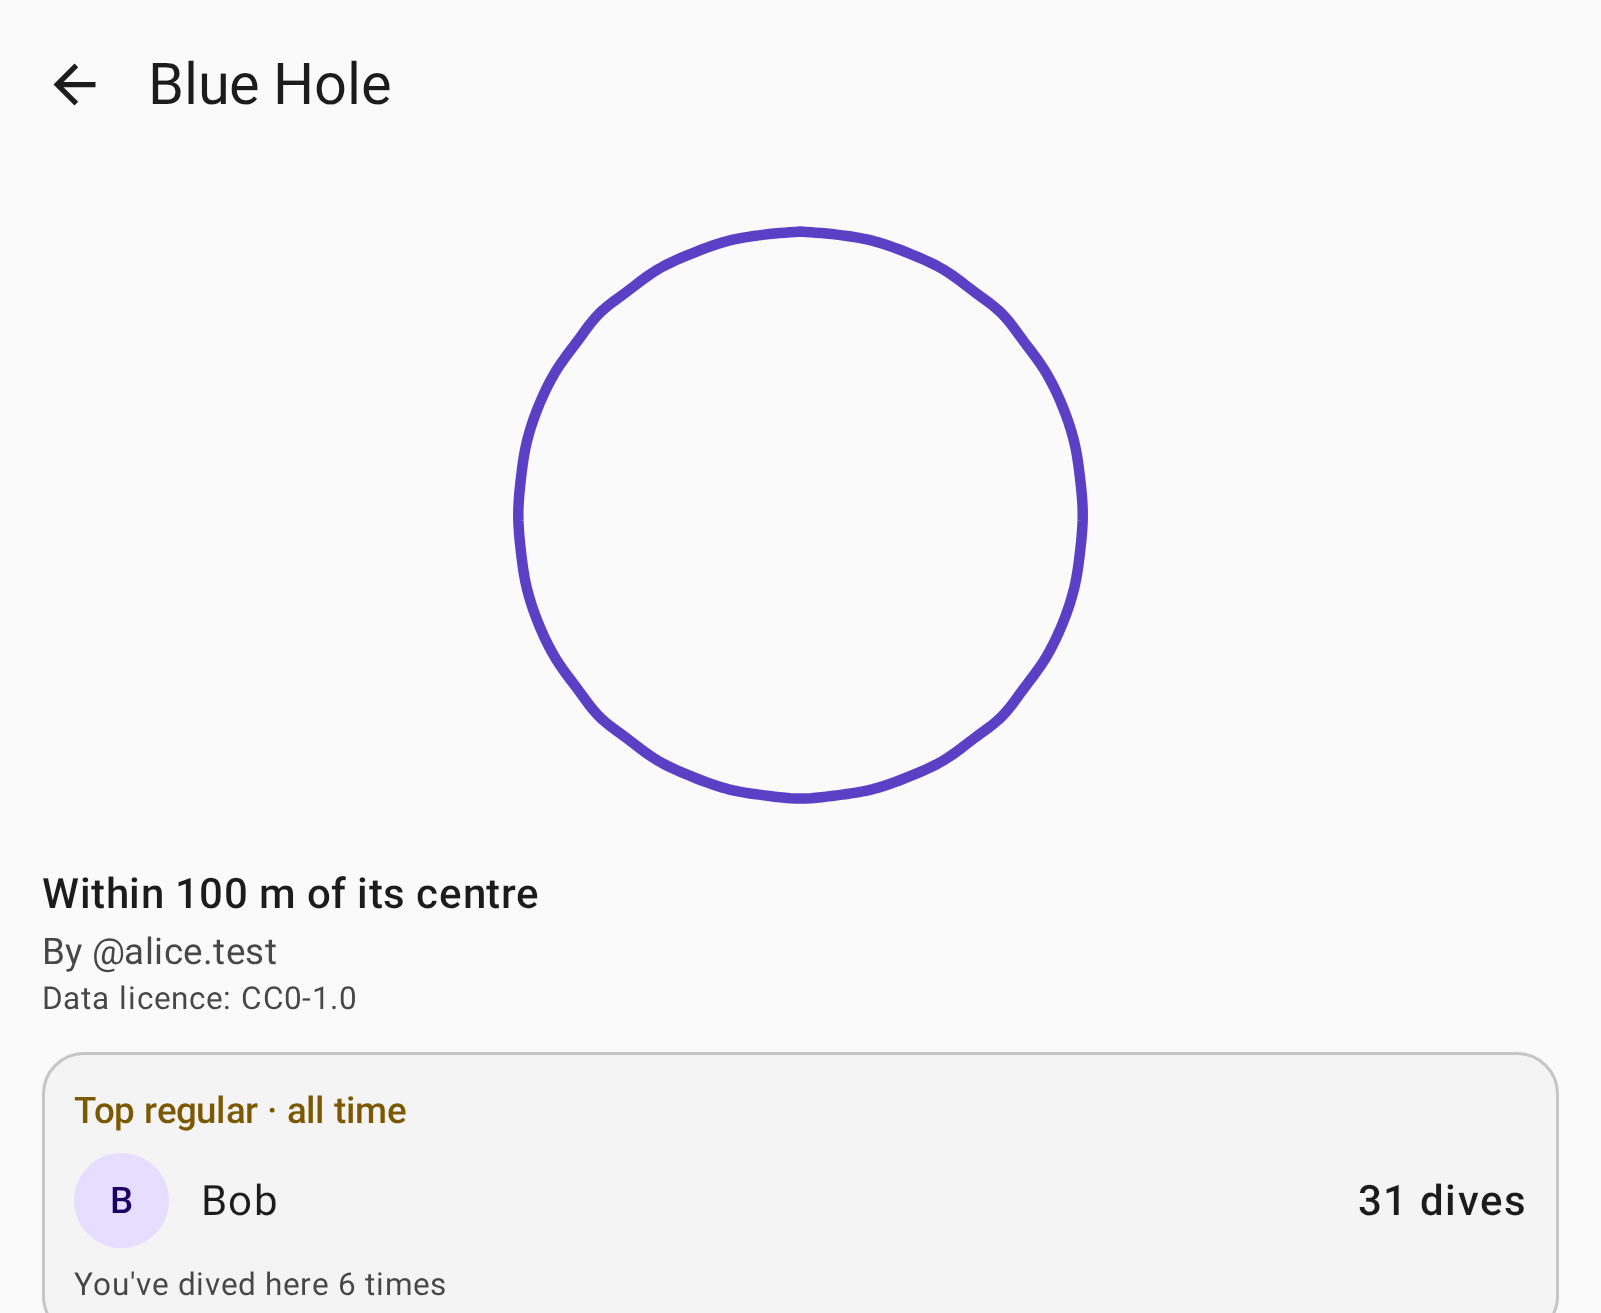 Blue Hole
Within 100 m of its centre
By @alice.test
Data licence: CC0-1.0
Top regular · all time
B Bob 31 dives
You've dived here 6 times